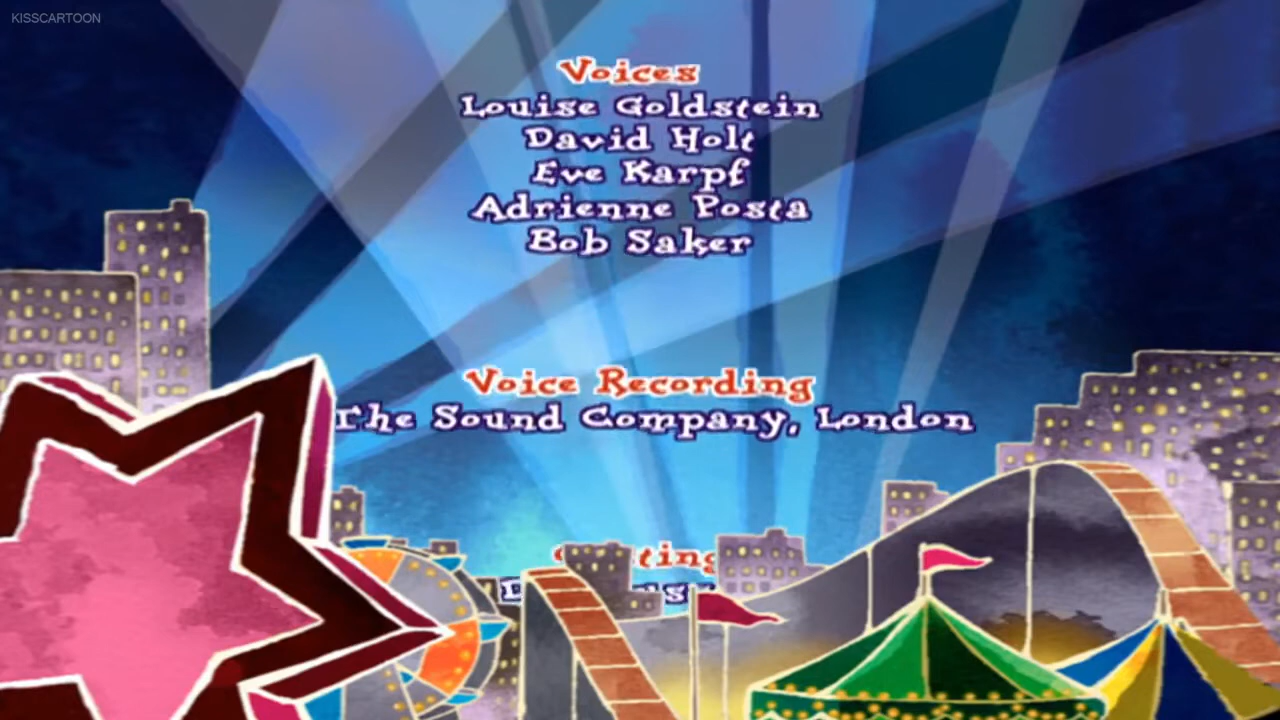 KISSCARTOON
Voices
Louise Goldstein
David Holt
Eve Karpf
Adrienne Posta
Bob Saker
Voice Recording
The Sound Company, London